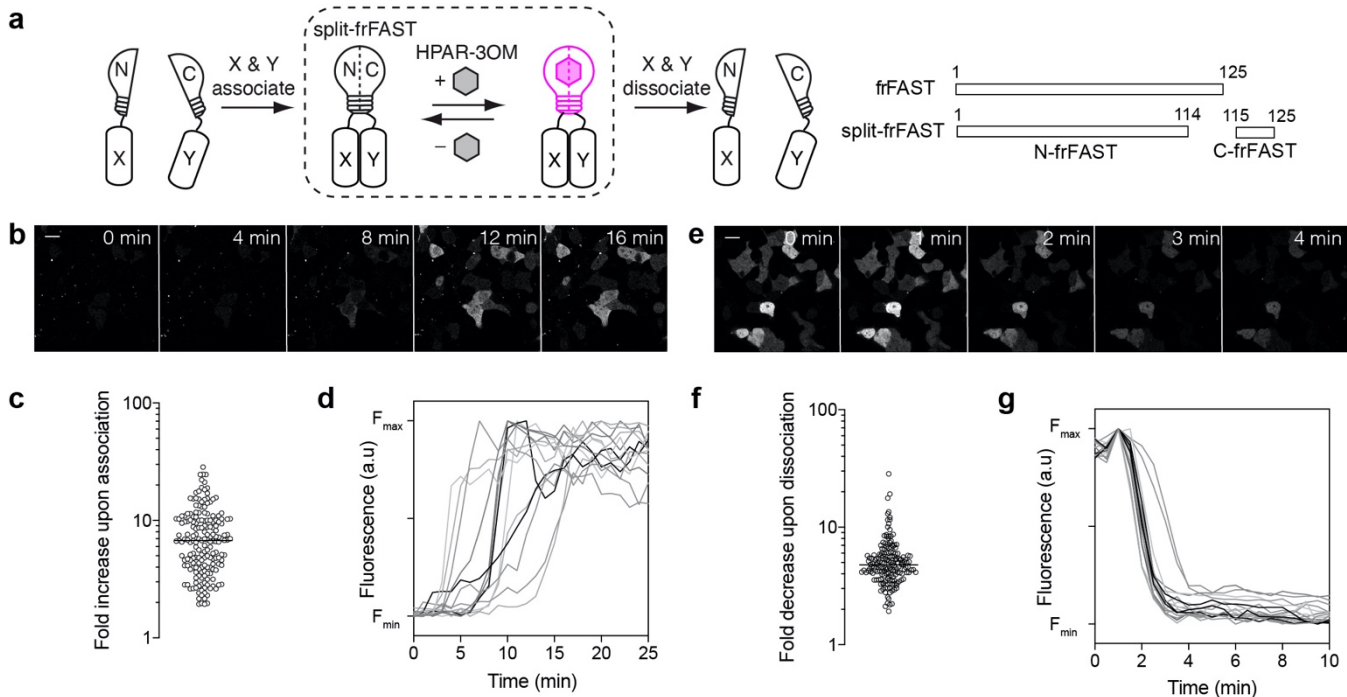 a
split-frFAST
HPAR-3OM
N
C
X & Y
associate
N C
+
–
X & Y
dissociate
N
C
X
Y
X Y
X Y
X
Y
1
125
frFAST
1
114
115
125
split-frFAST
N-frFAST
C-frFAST
b
0 min
4 min
8 min
12 min
16 min
e
0 min
1 min
2 min
3 min
4 min
c
Fold increase upon association
100
10
1
d
Fluorescence (a.u)
Fmax
Fmin
0 5 10 15 20 25
Time (min)
f
Fold decrease upon dissociation
100
10
1
g
Fluorescence (a.u)
Fmax
Fmin
0 2 4 6 8 10
Time (min)